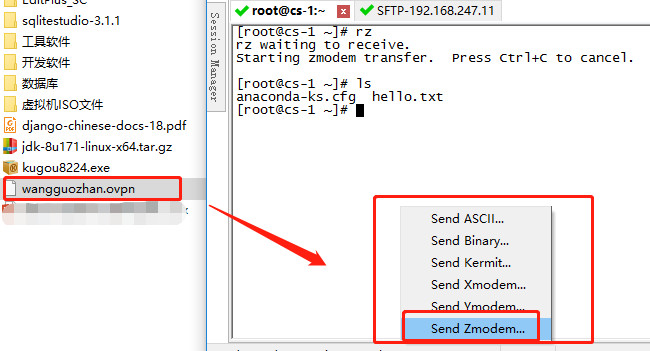 EditPlus_SC
sqlitestudio-3.1.1
工具软件
开发软件
数据库
虚拟机ISO文件
django-chinese-docs-18.pdf
jdk-8u171-linux-x64.tar.gz
kugou8224.exe
wangguozhan.ovpn
Session Manager
root@cs-1:~
SFTP-192.168.247.11
[root@cs-1 ~]# rz
rz waiting to receive.
Starting zmodem transfer.  Press Ctrl+C to cancel.
[root@cs-1 ~]# ls
anaconda-ks.cfg  hello.txt
[root@cs-1 ~]#
Send ASCII...
Send Binary...
Send Kermit...
Send Xmodem...
Send Ymodem...
Send Zmodem...